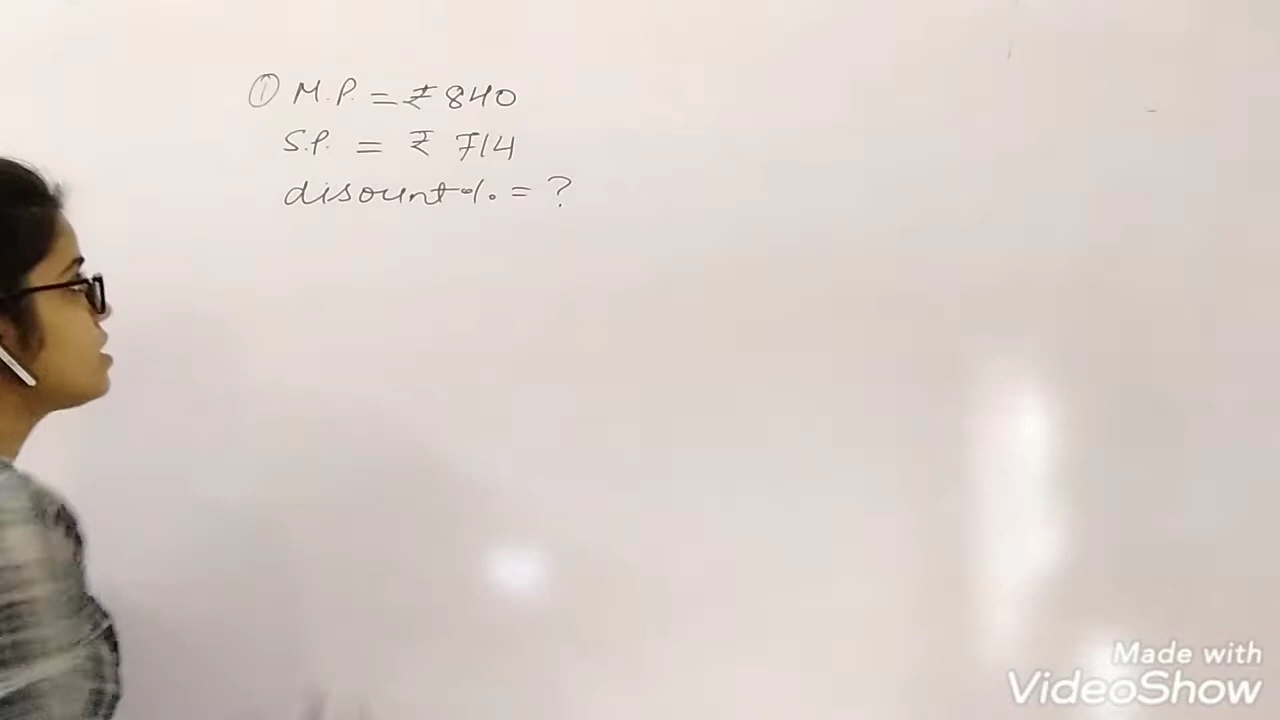 ① M.P. = ₹ 840
S.P. = ₹ 714
disount % = ?
Made with
VideoShow